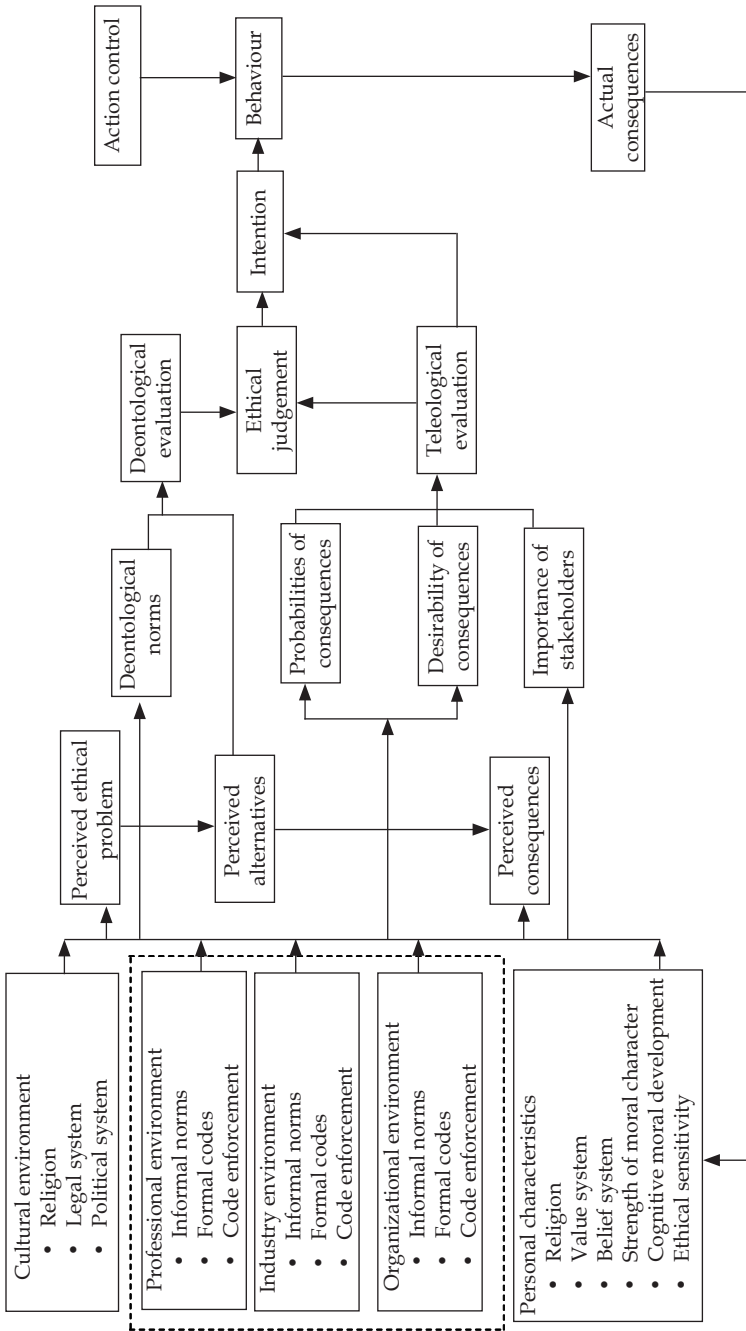 Cultural environment
• Religion
• Legal system
• Political system
Professional environment
• Informal norms
• Formal codes
• Code enforcement
Industry environment
• Informal norms
• Formal codes
• Code enforcement
Organizational environment
• Informal norms
• Formal codes
• Code enforcement
Personal characteristics
• Religion
• Value system
• Belief system
• Strength of moral character
• Cognitive moral development
• Ethical sensitivity
Perceived ethical
problem
Perceived
alternatives
Perceived
consequences
Deontological
norms
Probabilities of
consequences
Desirability of
consequences
Importance of
stakeholders
Deontological
evaluation
Ethical
judgement
Teleological
evaluation
Intention
Action control
Behaviour
Actual
consequences